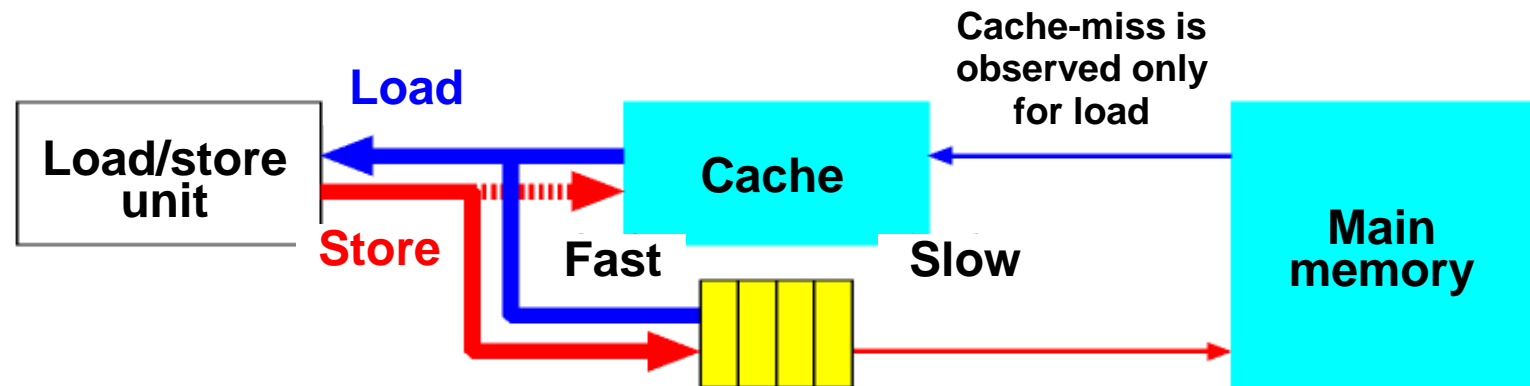 Cache-miss is
observed only
for load
Load
Load/store
unit
Cache
Store
Fast
Slow
Main
memory